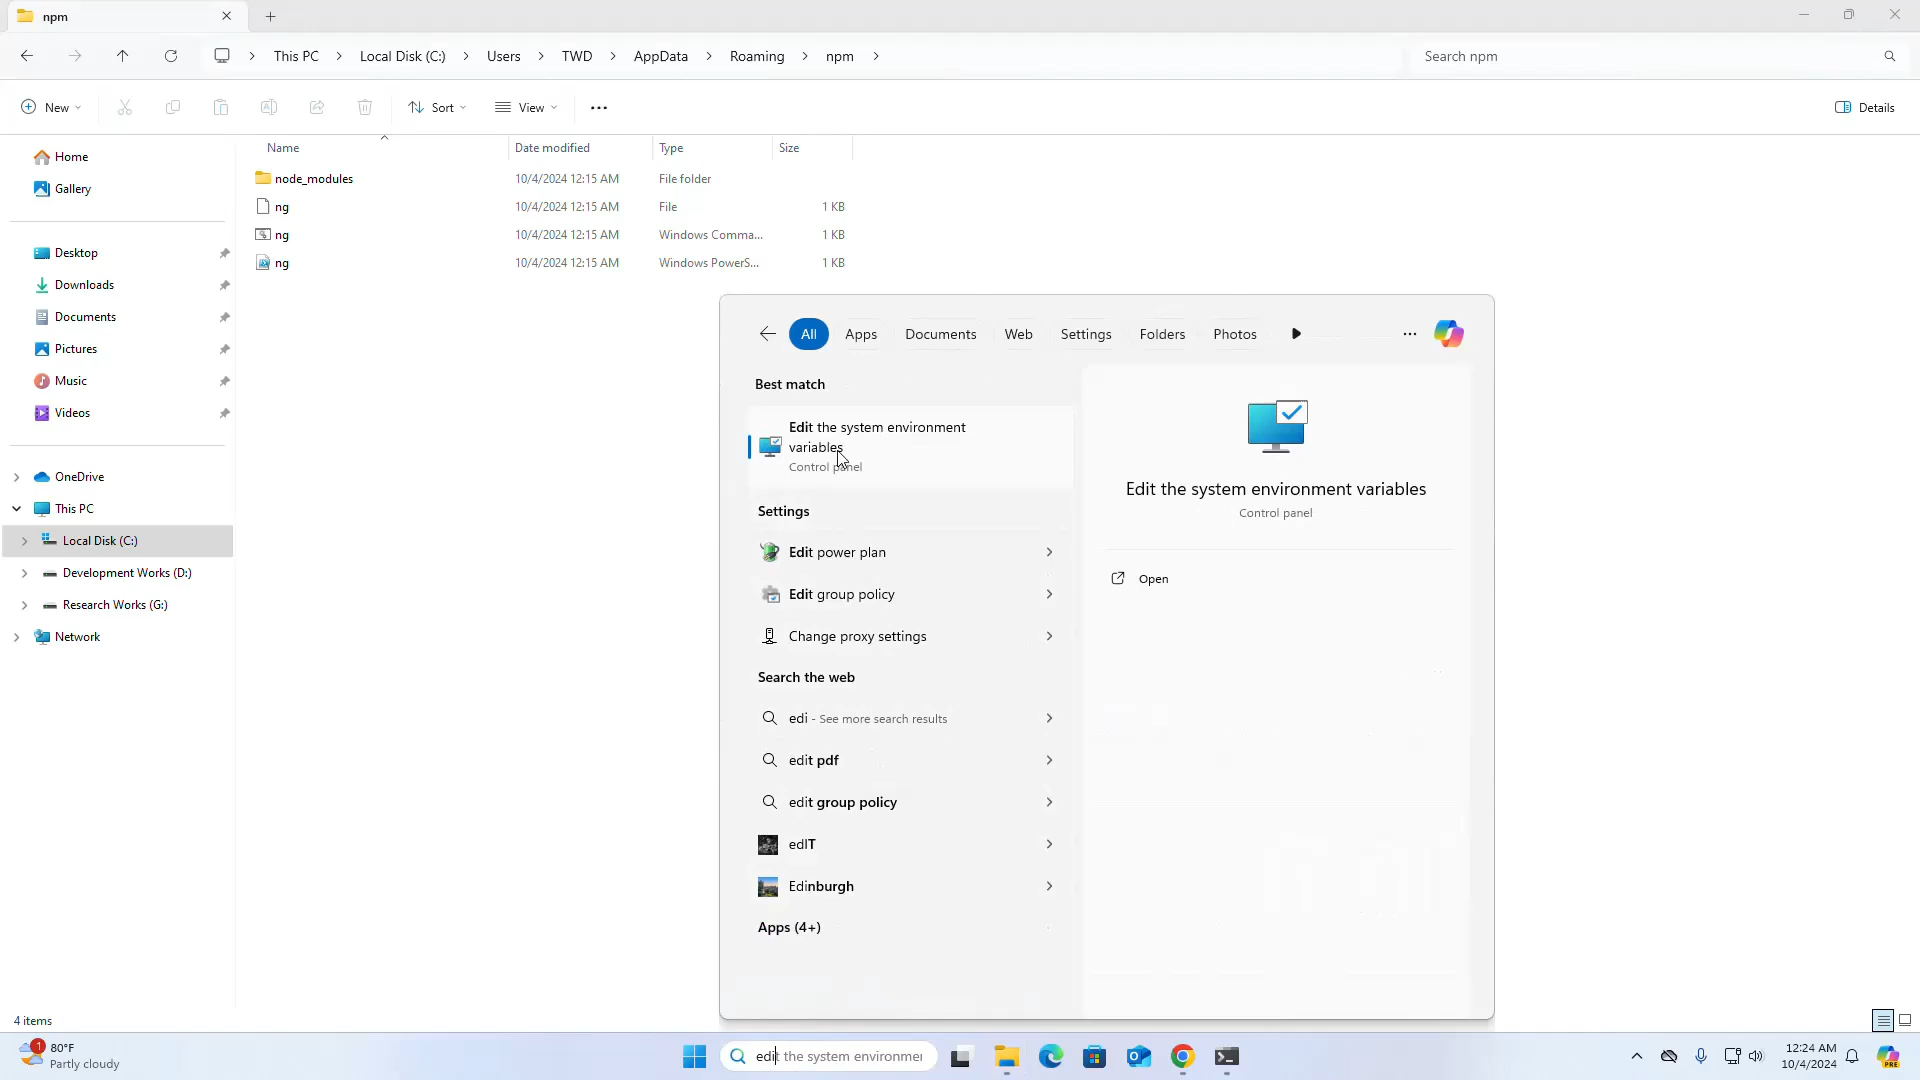 npm
This PC
Local Disk (C:)
Users
TWD
AppData
Roaming
npm
Search npm
New
Sort
View
Details
Name
Date modified
Type
Size
node_modules
10/4/2024 12:15 AM
File folder
ng
10/4/2024 12:15 AM
File
1 KB
ng
10/4/2024 12:15 AM
Windows Comma...
1 KB
ng
10/4/2024 12:15 AM
Windows PowerS...
1 KB
Home
Gallery
Desktop
Downloads
Documents
Pictures
Music
Videos
OneDrive
This PC
Local Disk (C:)
Development Works (D:)
Research Works (G:)
Network
4 items
All
Apps
Documents
Web
Settings
Folders
Photos
Best match
Edit the system environment
variables
Control panel
Settings
Edit power plan
Edit group policy
Change proxy settings
Search the web
edi - See more search results
edit pdf
edit group policy
edIT
Edinburgh
Apps (4+)
Edit the system environment variables
Control panel
Open
1
80°F
Partly cloudy
edit the system environmer
12:24 AM
10/4/2024
PRE